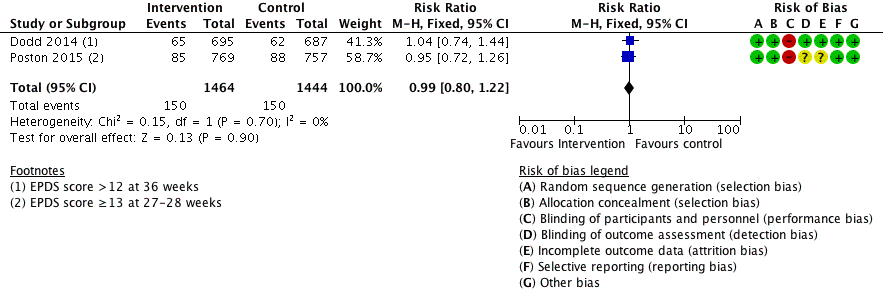 Intervention Control Risk Ratio Risk Ratio Risk of Bias
Study or Subgroup Events Total Events Total Weight M-H, Fixed, 95% CI M-H, Fixed, 95% CI A B C D E F G
Dodd 2014 (1) 65 695 62 687 41.3% 1.04 [0.74, 1.44] + + - + + + +
Poston 2015 (2) 85 769 88 757 58.7% 0.95 [0.72, 1.26] + + - ? ? + +
Total (95% CI) 1464 1444 100.0% 0.99 [0.80, 1.22]
Total events 150 150
Heterogeneity: Chi² = 0.15, df = 1 (P = 0.70); I² = 0%
Test for overall effect: Z = 0.13 (P = 0.90)
0.01 0.1 1 10 100
Favours Intervention Favours control
Footnotes
(1) EPDS score >12 at 36 weeks
(2) EPDS score ≥13 at 27-28 weeks
Risk of bias legend
(A) Random sequence generation (selection bias)
(B) Allocation concealment (selection bias)
(C) Blinding of participants and personnel (performance bias)
(D) Blinding of outcome assessment (detection bias)
(E) Incomplete outcome data (attrition bias)
(F) Selective reporting (reporting bias)
(G) Other bias